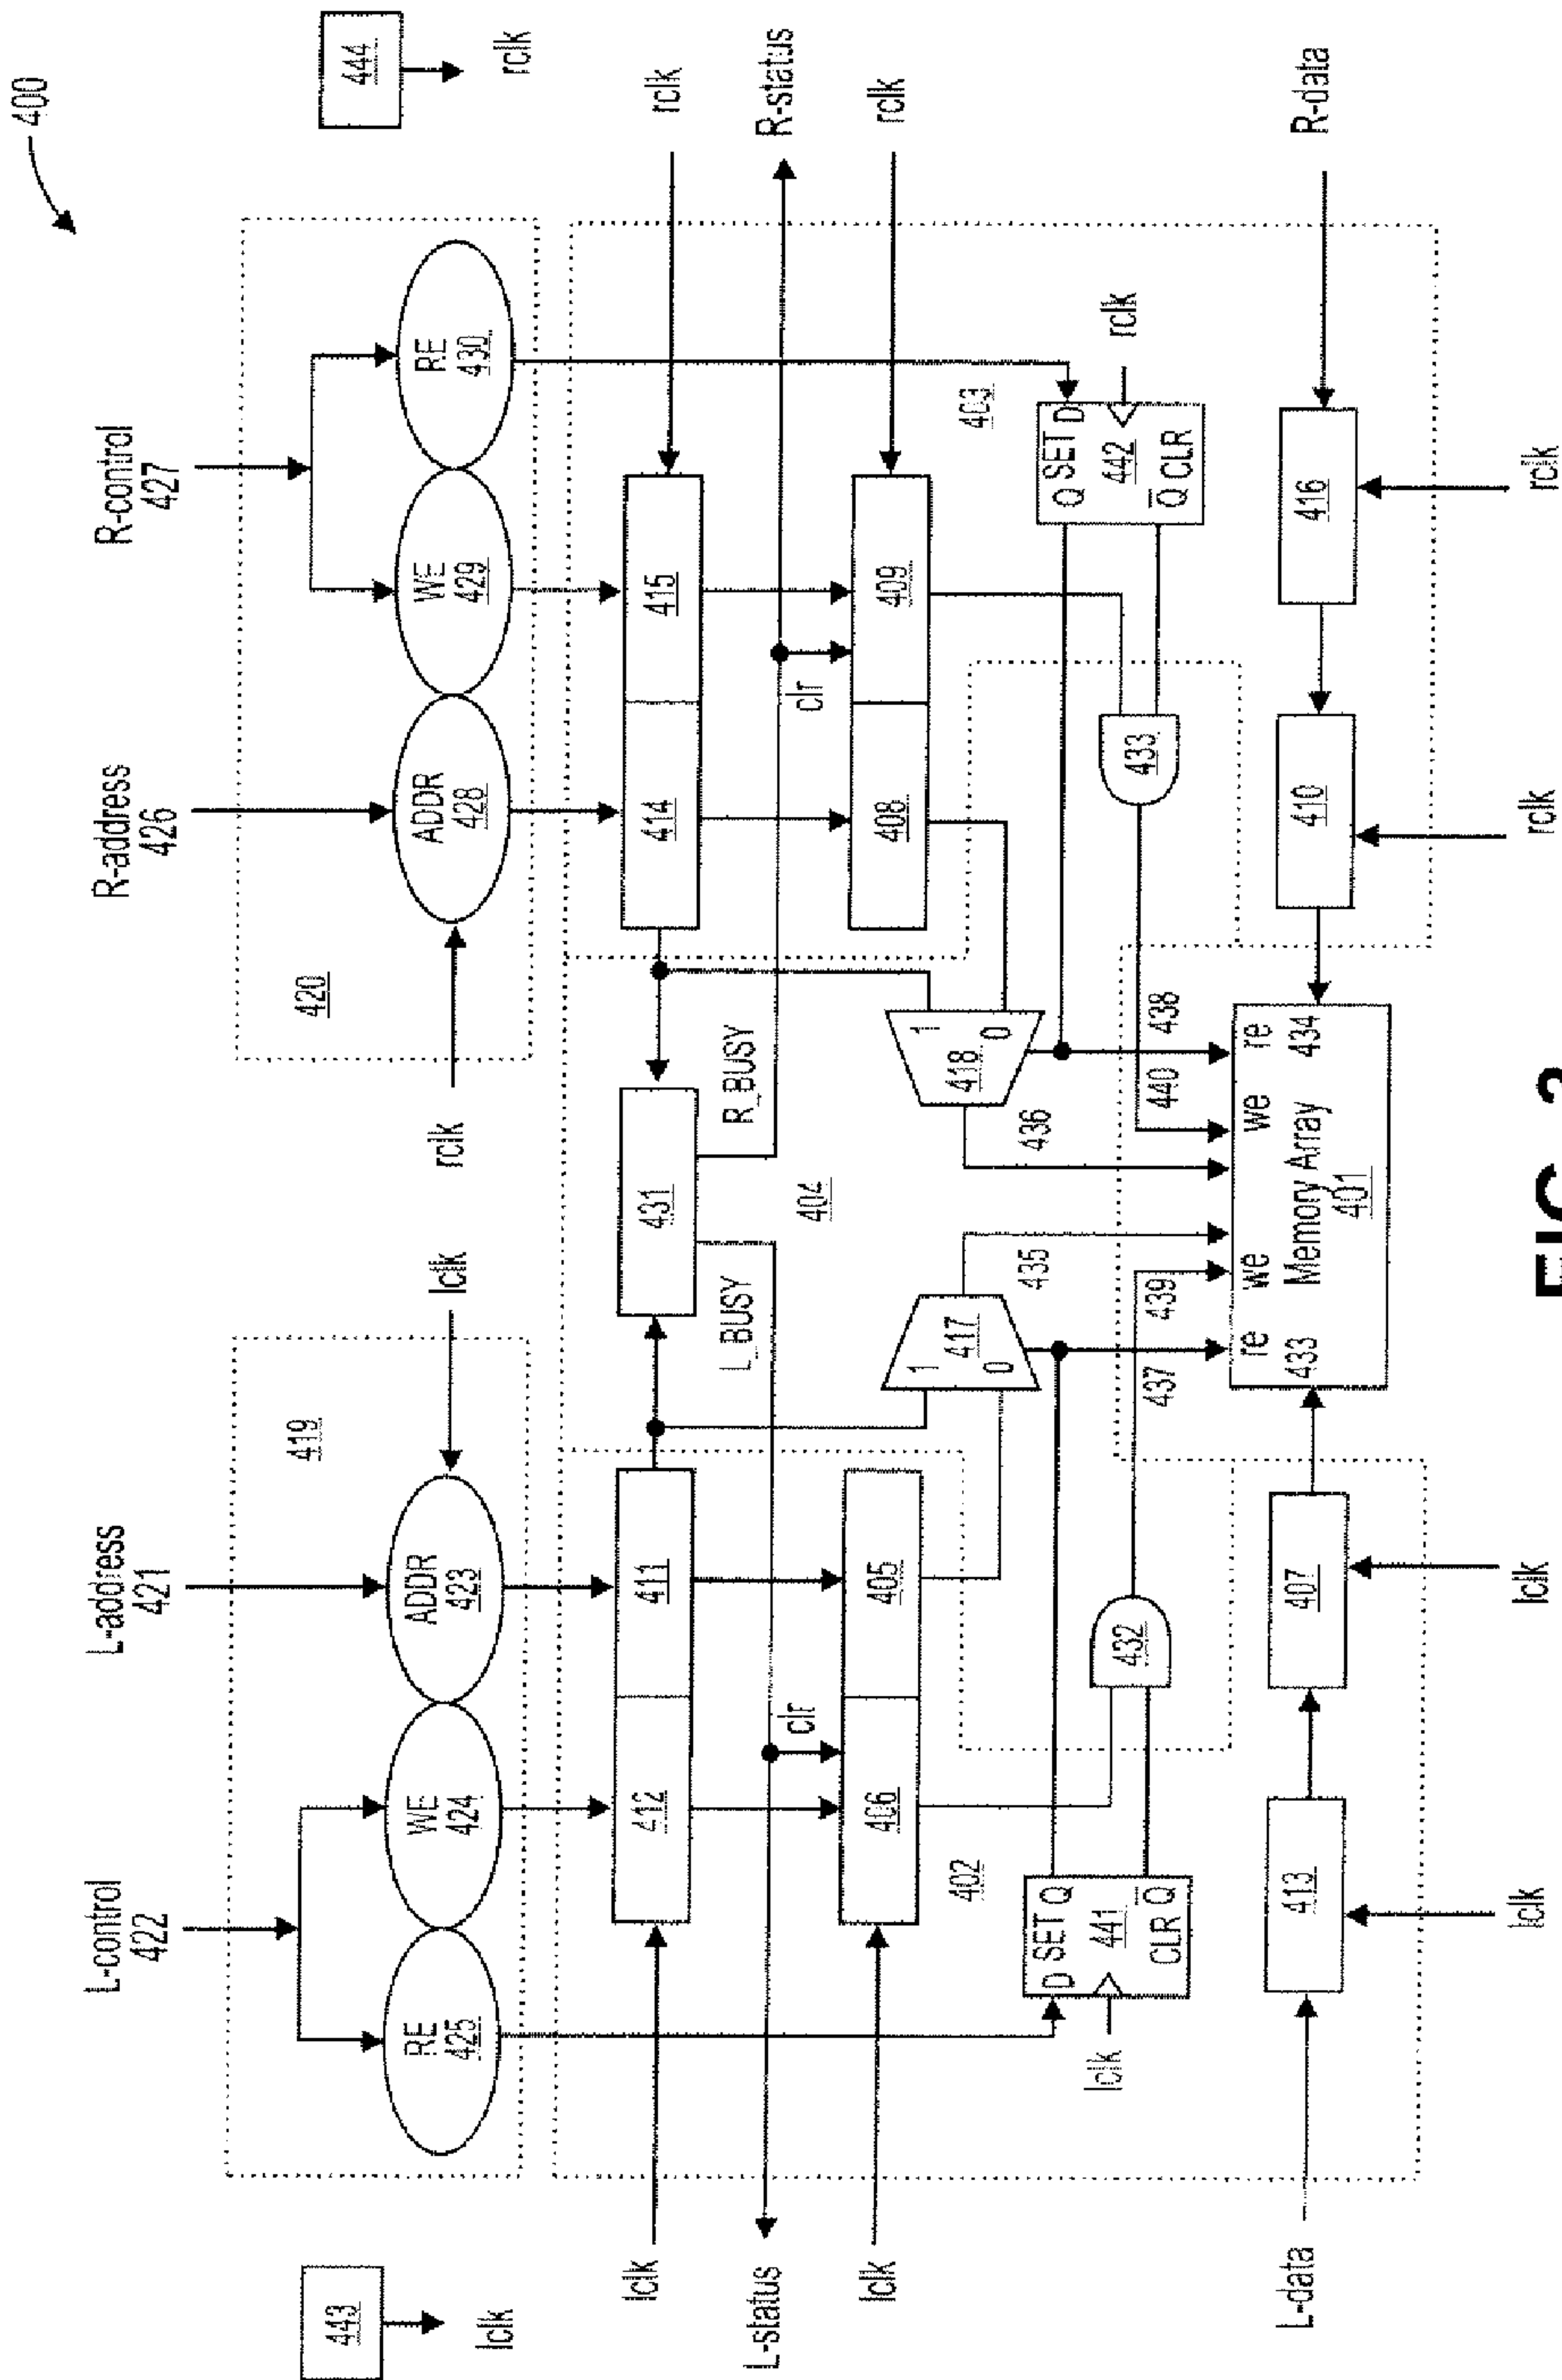 400
443
lclk
L-control
422
L-address
421
R-address
426
R-control
427
444
rclk
RE
425
WE
424
ADDR
423
419
lclk
rclk
420
ADDR
428
WE
429
RE
430
lclk
412
411
431
414
415
rclk
L_BUSY
R_BUSY
L-status
R-status
clr
404
clr
lclk
406
405
408
409
rclk
402
1
417
0
1
418
0
403
D SET Q
441
CLR Q
lclk
Q SET D
442
Q CLR
rclk
432
433
435
436
437
439
440
438
re we we re
433 Memory Array 434
401
L-data
413
407
410
416
R-data
lclk
lclk
rclk
rclk